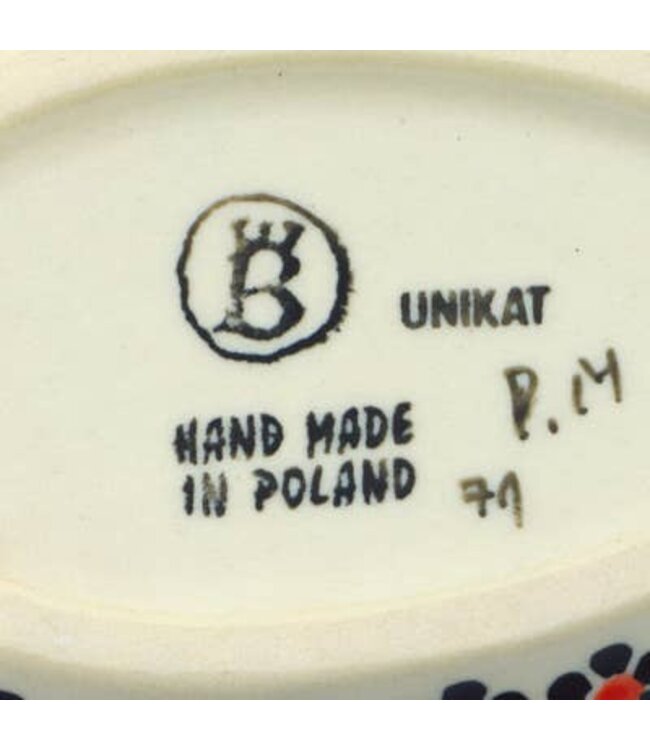 B
UNIKAT
P.M
HAND MADE
IN POLAND
71